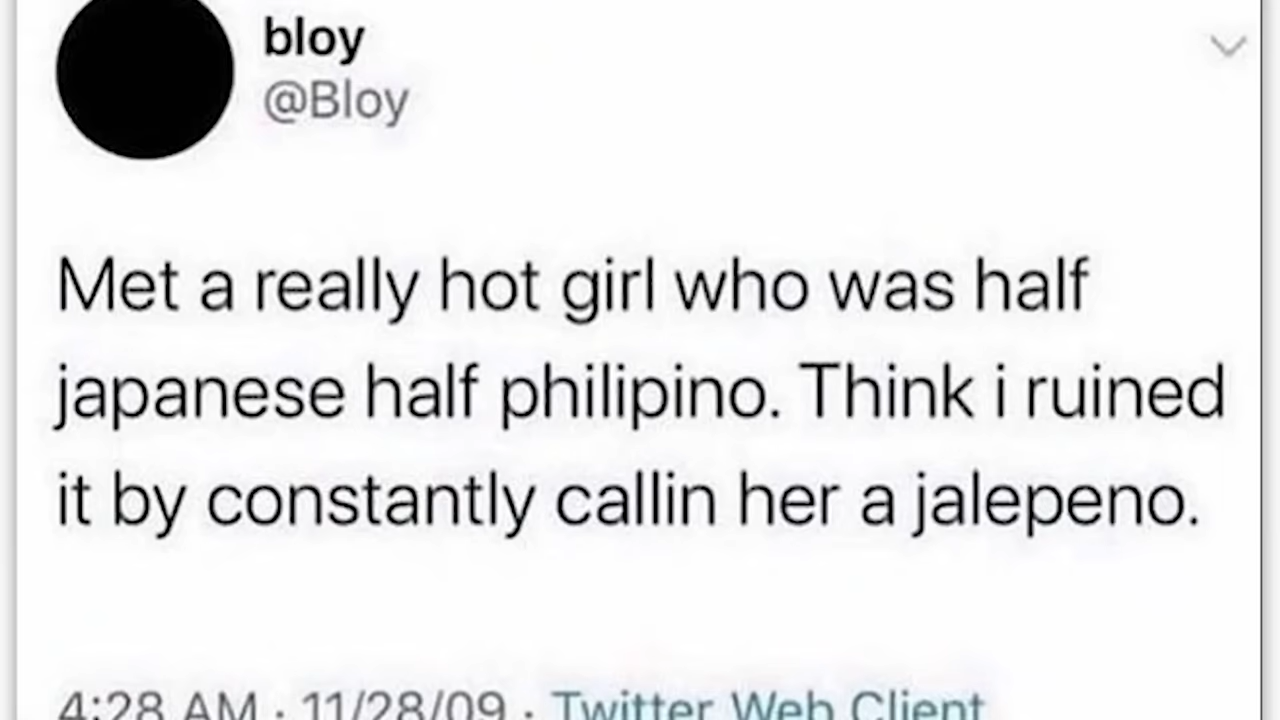 bloy
@Bloy
Met a really hot girl who was half
japanese half philipino. Think i ruined
it by constantly callin her a jalepeno.
4:28 AM · 11/28/09 · Twitter Web Client